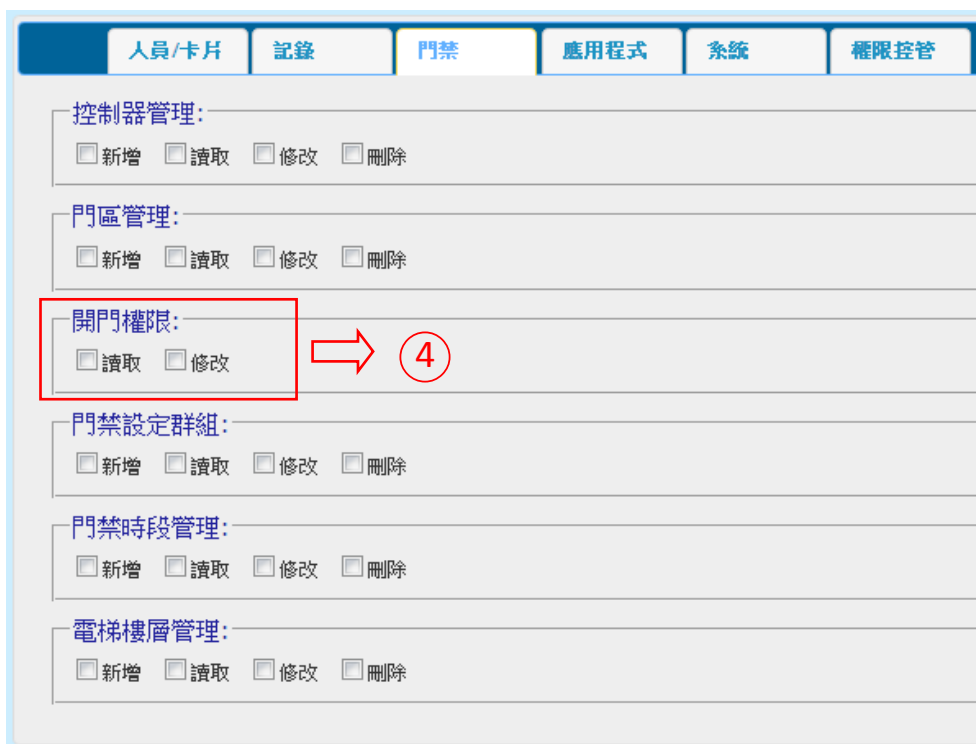 人員/卡片 記錄 門禁 應用程式 系統 權限控管
控制器管理:
新增 讀取 修改 刪除
門區管理:
新增 讀取 修改 刪除
開門權限:
讀取 修改
④
門禁設定群組:
新增 讀取 修改 刪除
門禁時段管理:
新增 讀取 修改 刪除
電梯樓層管理:
新增 讀取 修改 刪除